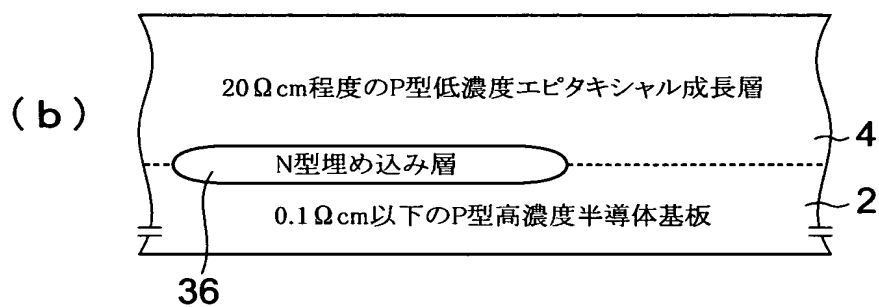 (b)
20Ωcm程度のP型低濃度エピタキシャル成長層
4
N型埋め込み層
2
0.1Ωcm以下のP型高濃度半導体基板
36